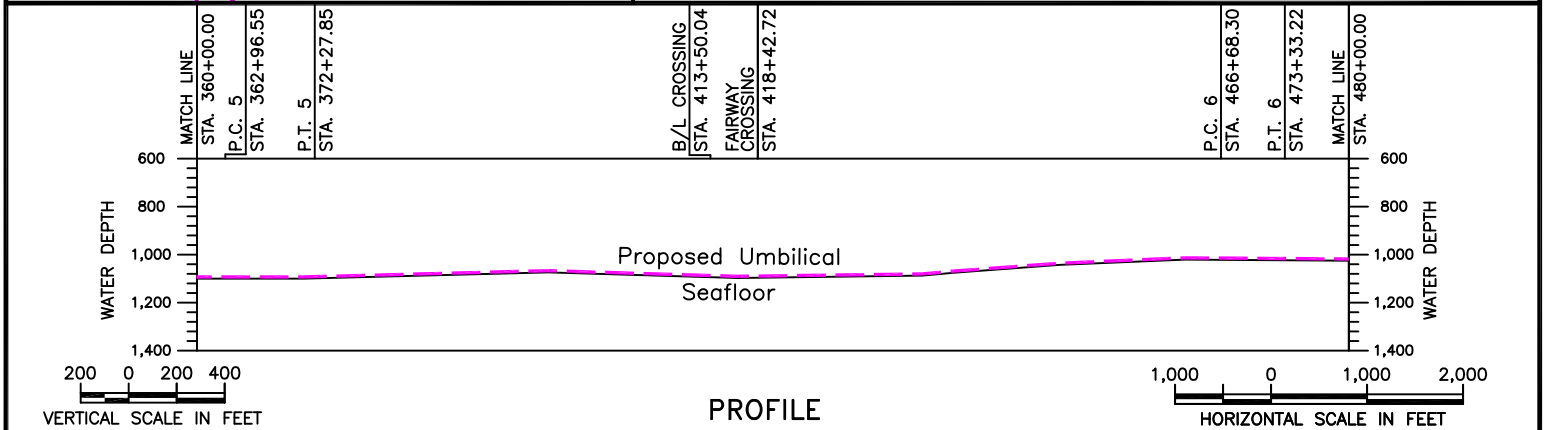 MATCH LINE
STA. 360+00.00
P.C. 5
STA. 362+96.55
P.T. 5
STA. 372+27.85
B/L CROSSING
STA. 413+50.04
FAIRWAY
CROSSING
STA. 418+42.72
P.C. 6
STA. 466+68.30
P.T. 6
STA. 473+33.22
MATCH LINE
STA. 480+00.00
600
800
1,000
1,200
1,400
WATER DEPTH
Proposed Umbilical
Seafloor
600
800
1,000
1,200
1,400
WATER DEPTH
200 0 200 400
VERTICAL SCALE IN FEET
PROFILE
1,000 0 1,000 2,000
HORIZONTAL SCALE IN FEET